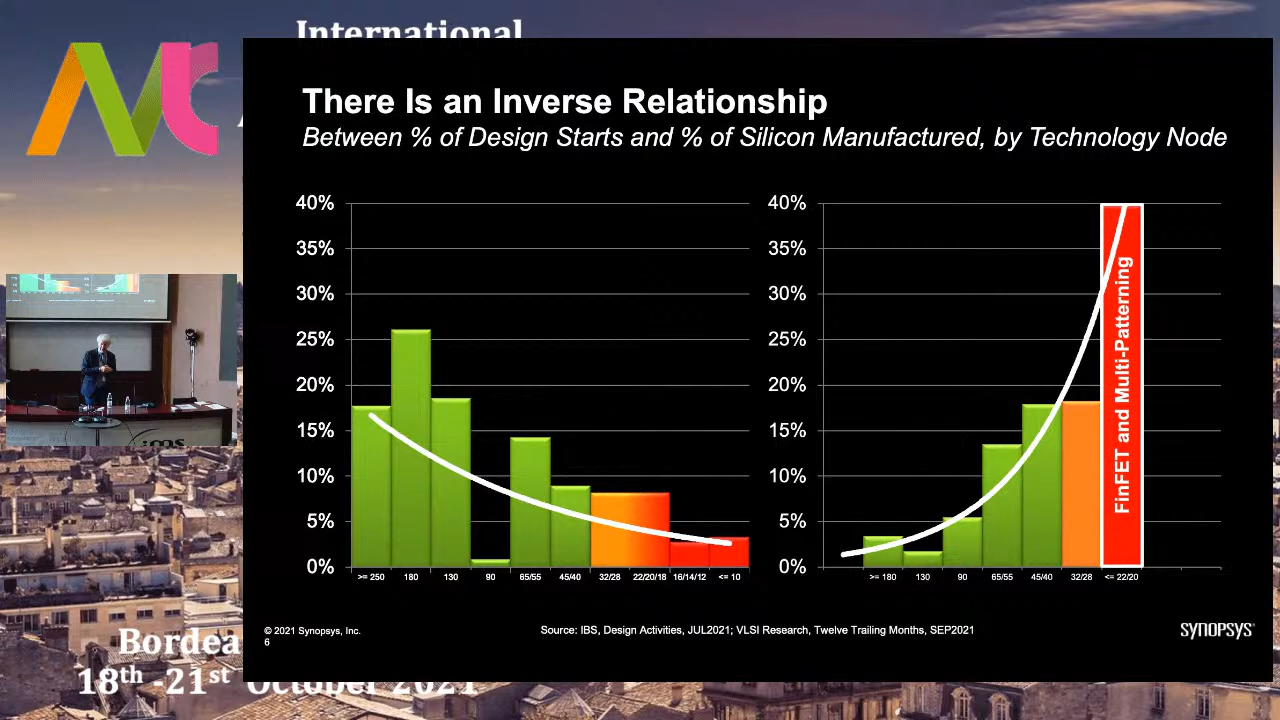 International
There Is an Inverse Relationship
Between % of Design Starts and % of Silicon Manufactured, by Technology Node
40%
35%
30%
25%
20%
15%
10%
5%
0%
>= 250 180 130 90 65/55 45/40 32/28 22/20/18 16/14/12 <= 10
40%
35%
30%
25%
20%
15%
10%
5%
0%
>= 180 130 90 65/55 45/40 32/28 <= 22/20
FinFET and Multi-Patterning
© 2021 Synopsys, Inc.
6
Source: IBS, Design Activities, JUL2021; VLSI Research, Twelve Trailing Months, SEP2021
SYNOPSYS
Bordea
18th -21st October 2021